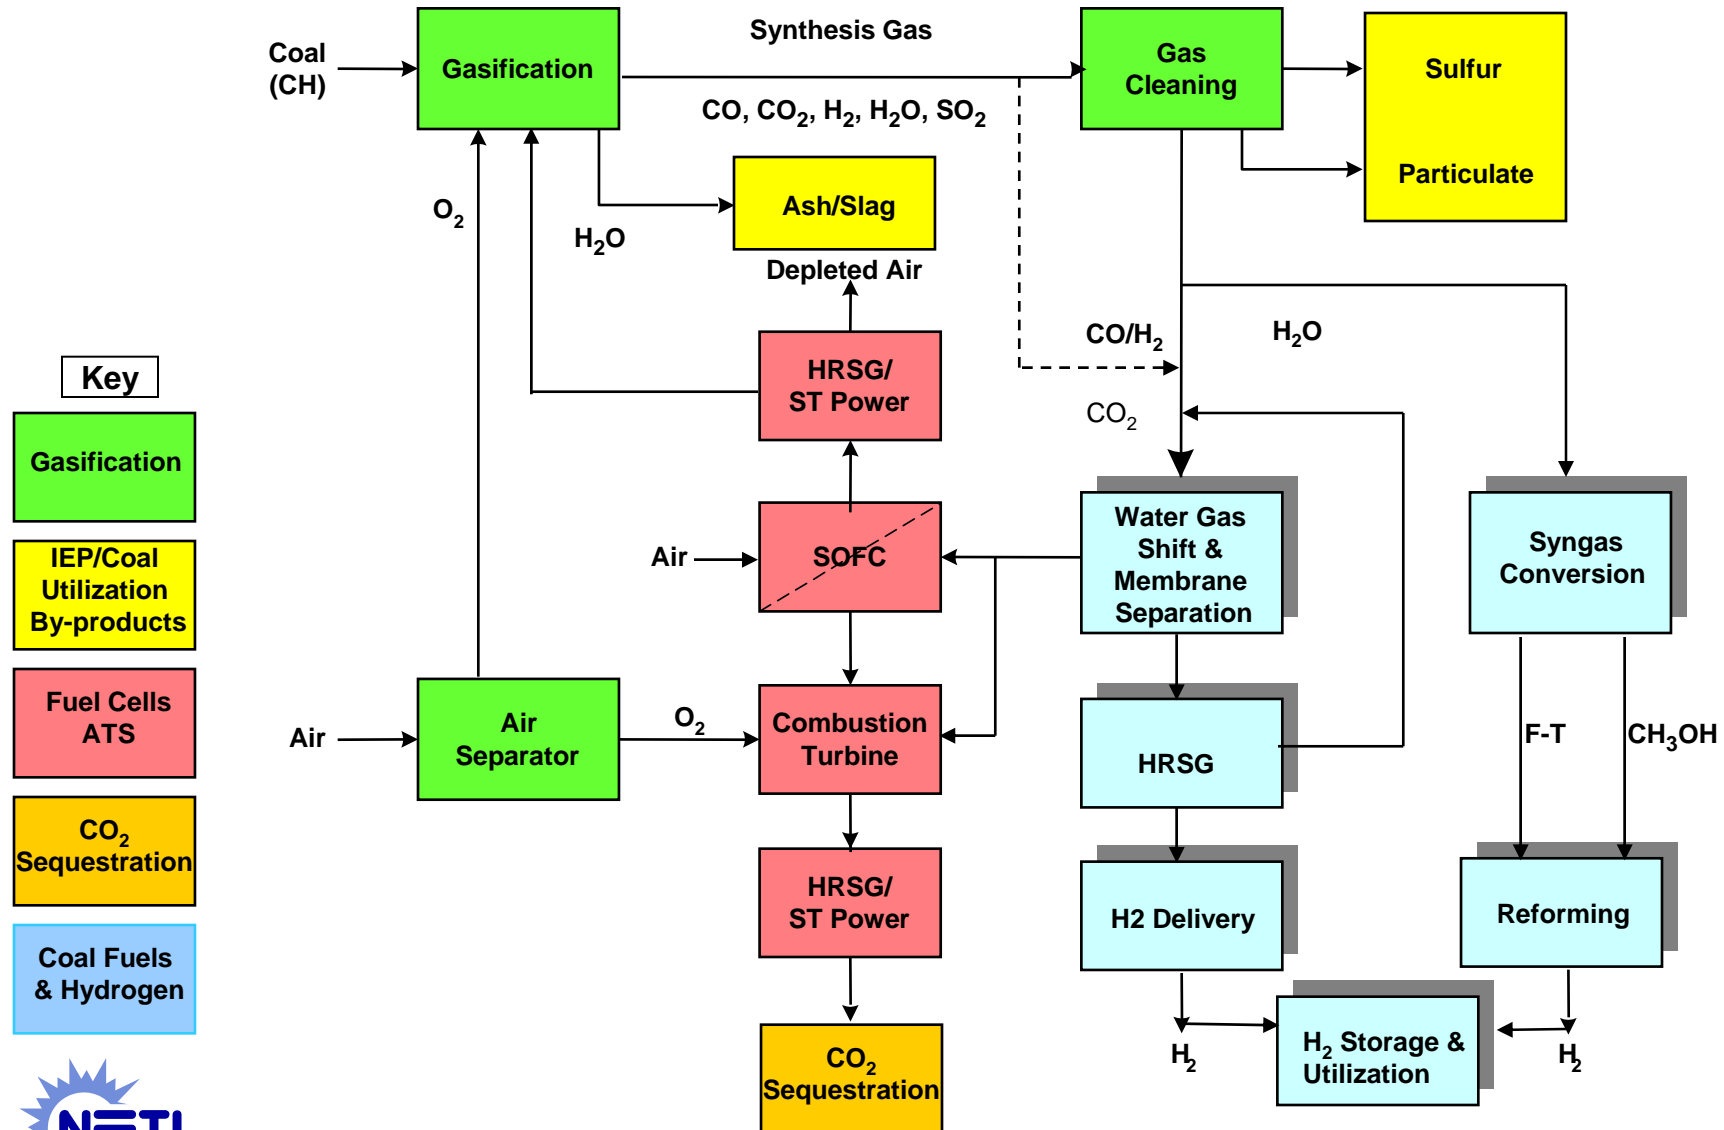 Synthesis Gas
Coal
(CH)
Gasification
Gas
Cleaning
Sulfur
Particulate
CO, CO2, H2, H2O, SO2
O2
H2O
Ash/Slag
Depleted Air
CO/H2
H2O
CO2
HRSG/
ST Power
Key
Gasification
IEP/Coal
Utilization
By-products
Fuel Cells
ATS
CO2
Sequestration
Coal Fuels
& Hydrogen
Air
SOFC
Water Gas
Shift &
Membrane
Separation
Syngas
Conversion
Air
Air
Separator
O2
Combustion
Turbine
HRSG
F-T
CH3OH
HRSG/
ST Power
H2 Delivery
Reforming
CO2
Sequestration
H2
H2 Storage &
Utilization
H2
NETL